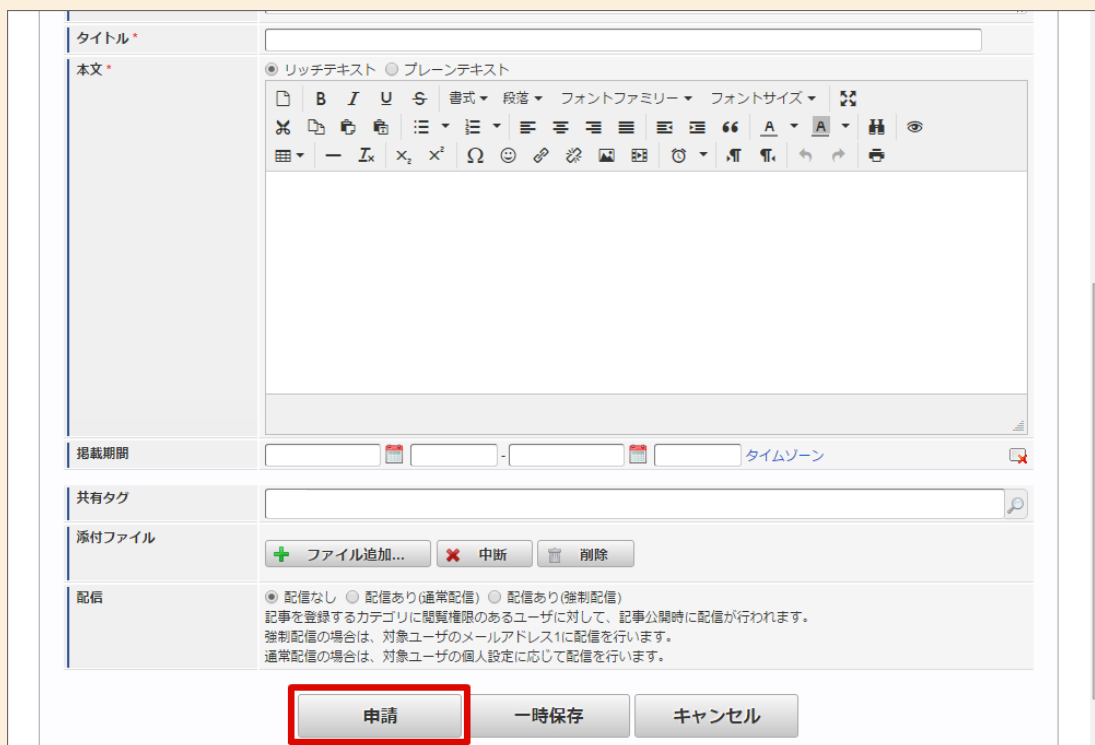 タイトル *
本文 *
リッチテキスト プレーンテキスト
B I U S 書式 段落 フォントファミリー フォントサイズ
A A
Ix x₂ x² Ω
掲載期間
- タイムゾーン
共有タグ
添付ファイル
ファイル追加... 中断 削除
配信
配信なし 配信あり(通常配信) 配信あり(強制配信)
記事を登録するカテゴリに閲覧権限のあるユーザに対して、記事公開時に配信が行われます。
強制配信の場合は、対象ユーザのメールアドレス1に配信を行います。
通常配信の場合は、対象ユーザの個人設定に応じて配信を行います。
申請 一時保存 キャンセル